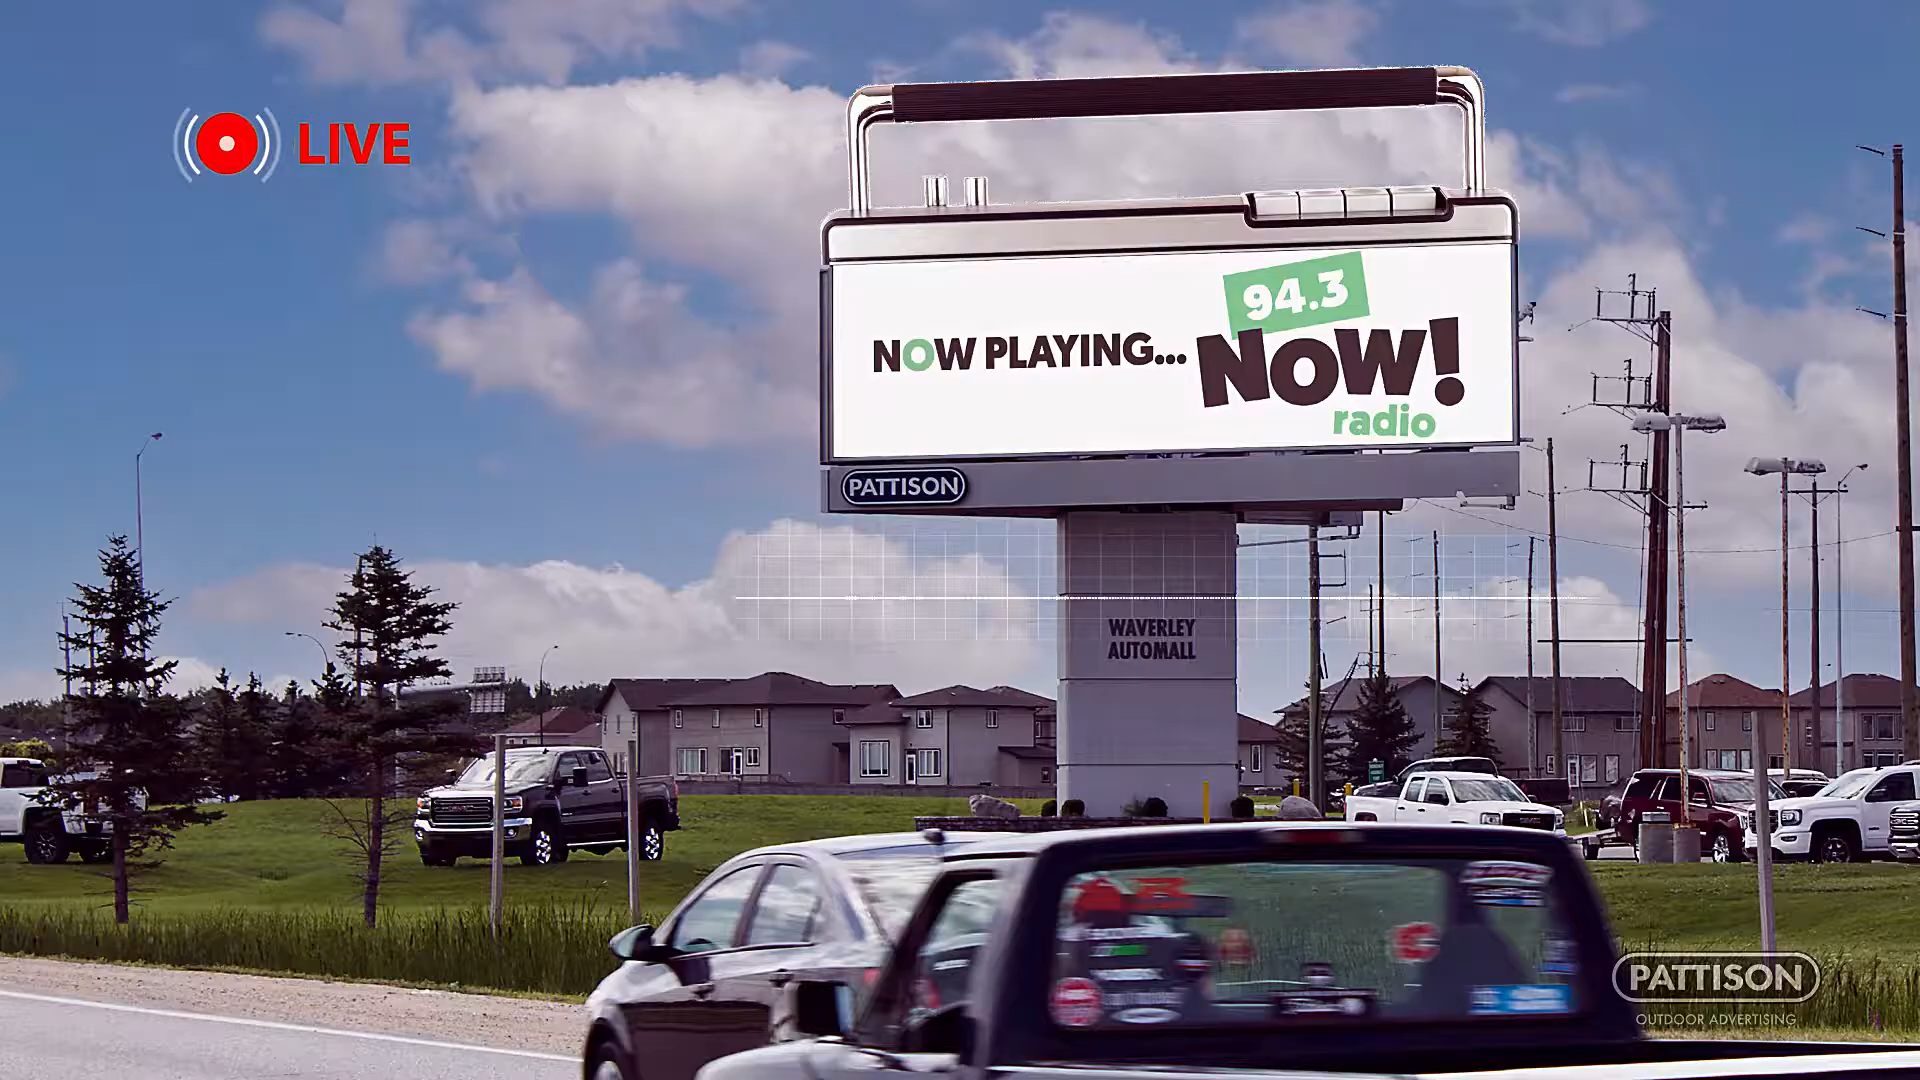 LIVE
94.3
NOW PLAYING... NOW!
radio
PATTISON
WAVERLEY
AUTOMALL
PATTISON
OUTDOOR ADVERTISING